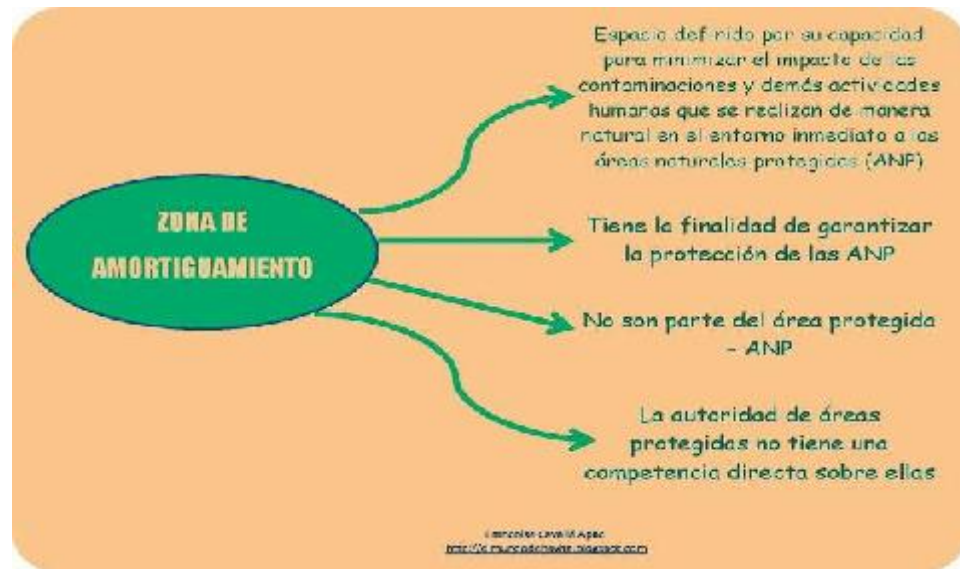 ZONA DE
AMORTIGUAMIENTO
Espacio definido por su capacidad
para minimizar el impacto de las
contaminaciones y demás actividades
humanas que se realizan de manera
natural en el entorno inmediato a las
áreas naturales protegidas (ANP)
Tiene la finalidad de garantizar
la protección de las ANP
No son parte del área protegida
- ANP
La autoridad de áreas
protegidas no tiene una
competencia directa sobre ellas